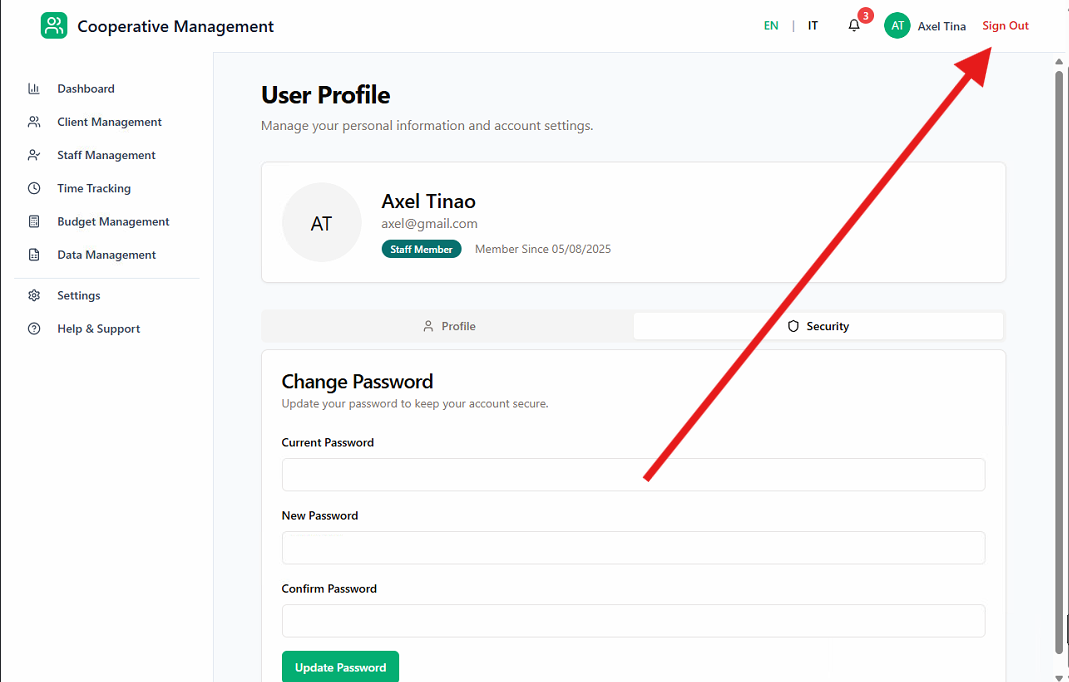 Cooperative Management
EN | IT
3
AT
Axel Tina
Sign Out
Dashboard
Client Management
Staff Management
Time Tracking
Budget Management
Data Management
Settings
Help & Support
User Profile
Manage your personal information and account settings.
AT
Axel Tinao
axel@gmail.com
Staff Member
Member Since 05/08/2025
Profile
Security
Change Password
Update your password to keep your account secure.
Current Password
New Password
Confirm Password
Update Password